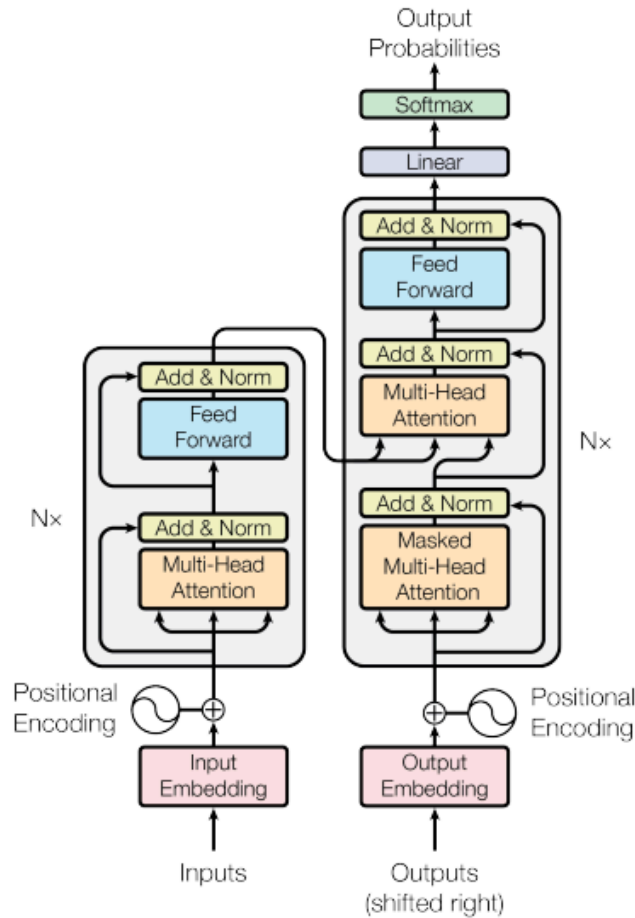 Output
Probabilities
Softmax
Linear
Add & Norm
Feed
Forward
Add & Norm
Multi-Head
Attention
Nx
Add & Norm
Masked
Multi-Head
Attention
Add & Norm
Feed
Forward
Nx
Add & Norm
Multi-Head
Attention
Positional
Encoding
Positional
Encoding
Input
Embedding
Output
Embedding
Inputs
Outputs
(shifted right)